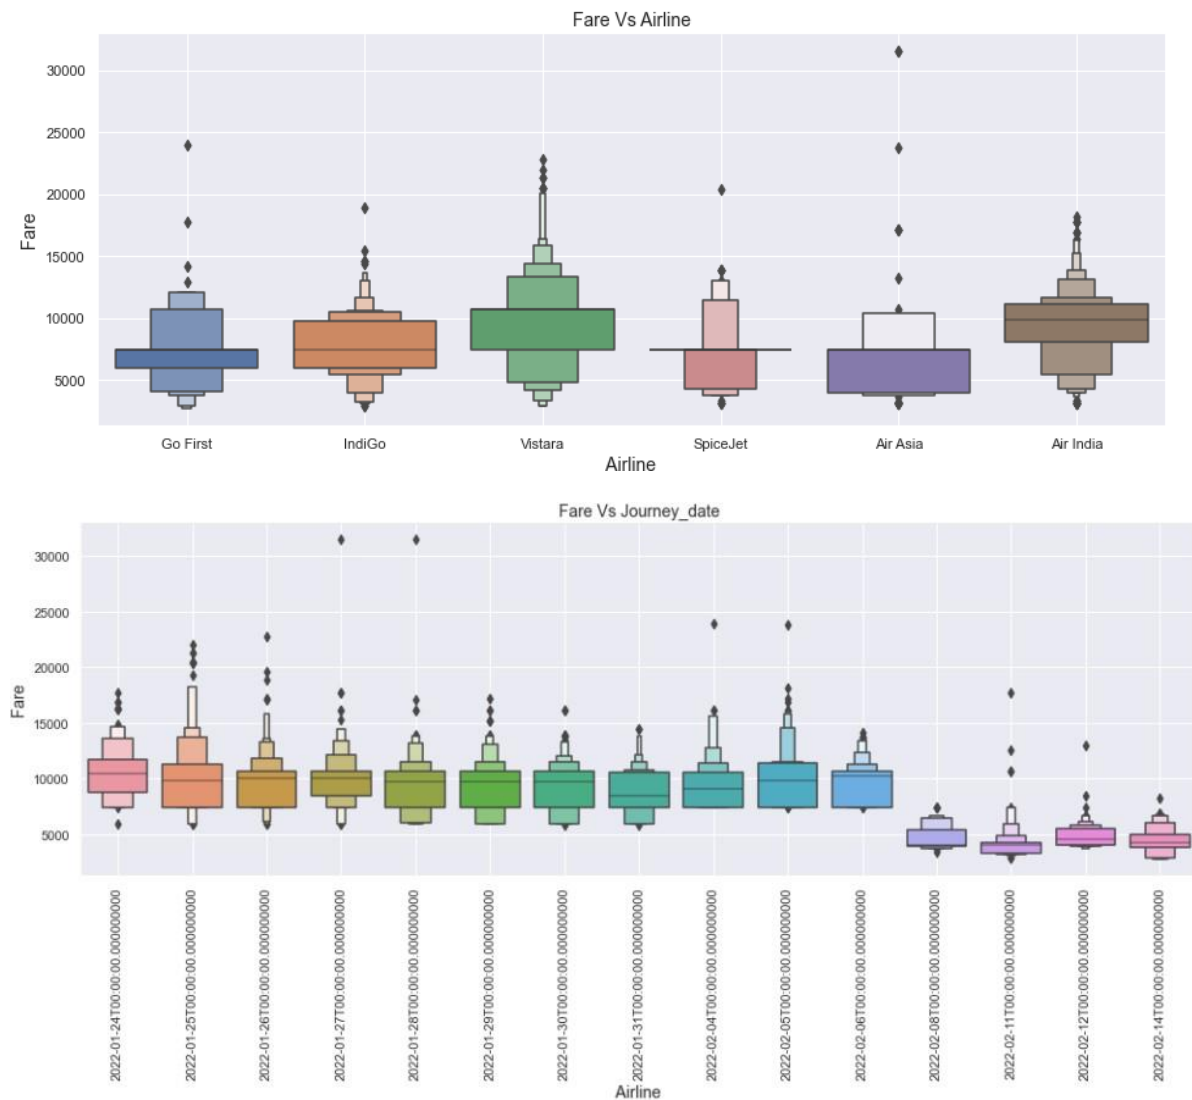 Fare Vs Airline
30000
25000
20000
15000
10000
5000
Fare
Go First
IndiGo
Vistara
SpiceJet
Air Asia
Air India
Airline
Fare Vs Journey_date
30000
25000
20000
15000
10000
5000
Fare
2022-01-24T00:00:00.000000000
2022-01-25T00:00:00.000000000
2022-01-26T00:00:00.000000000
2022-01-27T00:00:00.000000000
2022-01-28T00:00:00.000000000
2022-01-29T00:00:00.000000000
2022-01-30T00:00:00.000000000
2022-01-31T00:00:00.000000000
2022-02-04T00:00:00.000000000
2022-02-05T00:00:00.000000000
2022-02-06T00:00:00.000000000
2022-02-08T00:00:00.000000000
2022-02-11T00:00:00.000000000
2022-02-12T00:00:00.000000000
2022-02-14T00:00:00.000000000
Airline